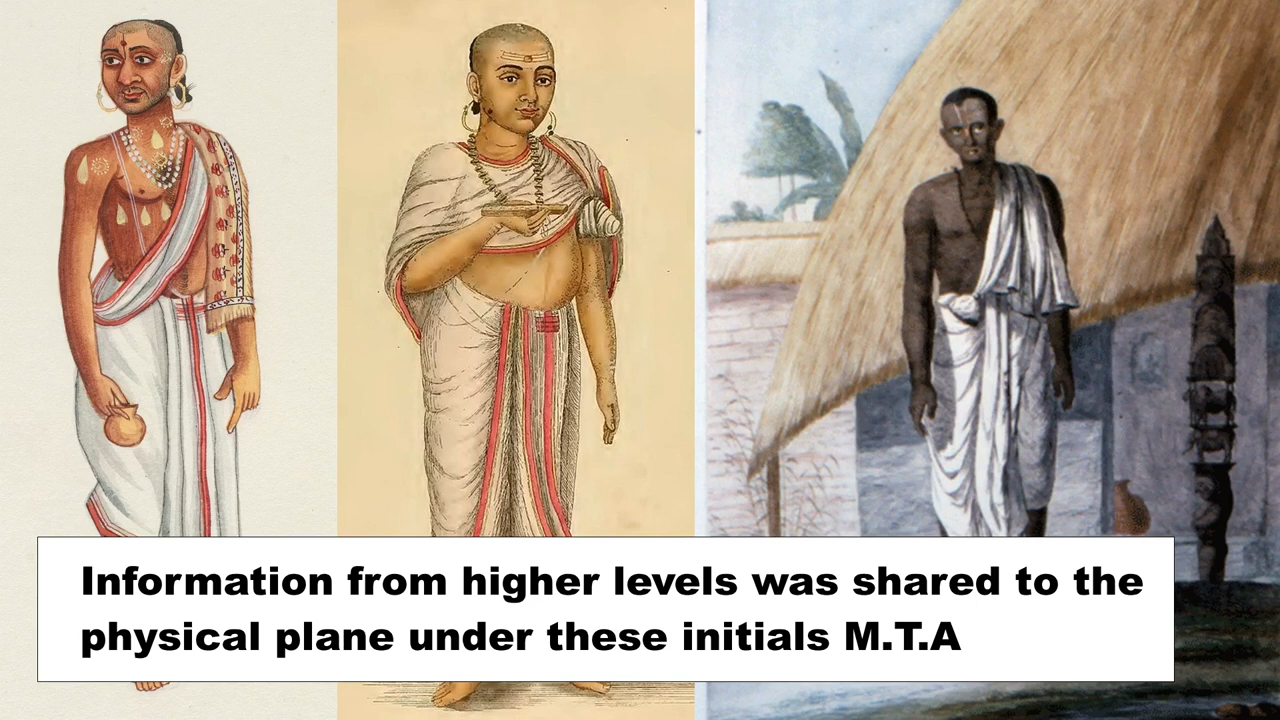 Information from higher levels was shared to the
physical plane under these initials M.T.A